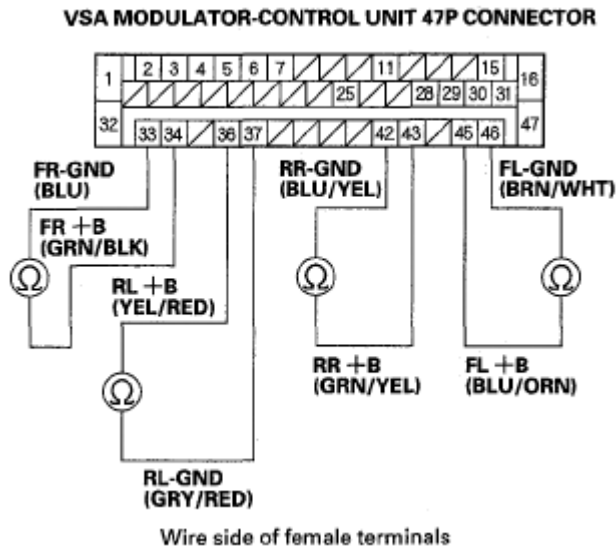 VSA MODULATOR-CONTROL UNIT 47P CONNECTOR
1 2 3 4 5 6 7 11 15 16
25 28 29 30 31
32 33 34 36 37 42 43 45 46 47
FR-GND
(BLU)
FR +B
(GRN/BLK)
RL +B
(YEL/RED)
RL-GND
(GRY/RED)
RR-GND
(BLU/YEL)
RR +B
(GRN/YEL)
FL-GND
(BRN/WHT)
FL +B
(BLU/ORN)
Ω
Ω
Ω
Ω
Wire side of female terminals